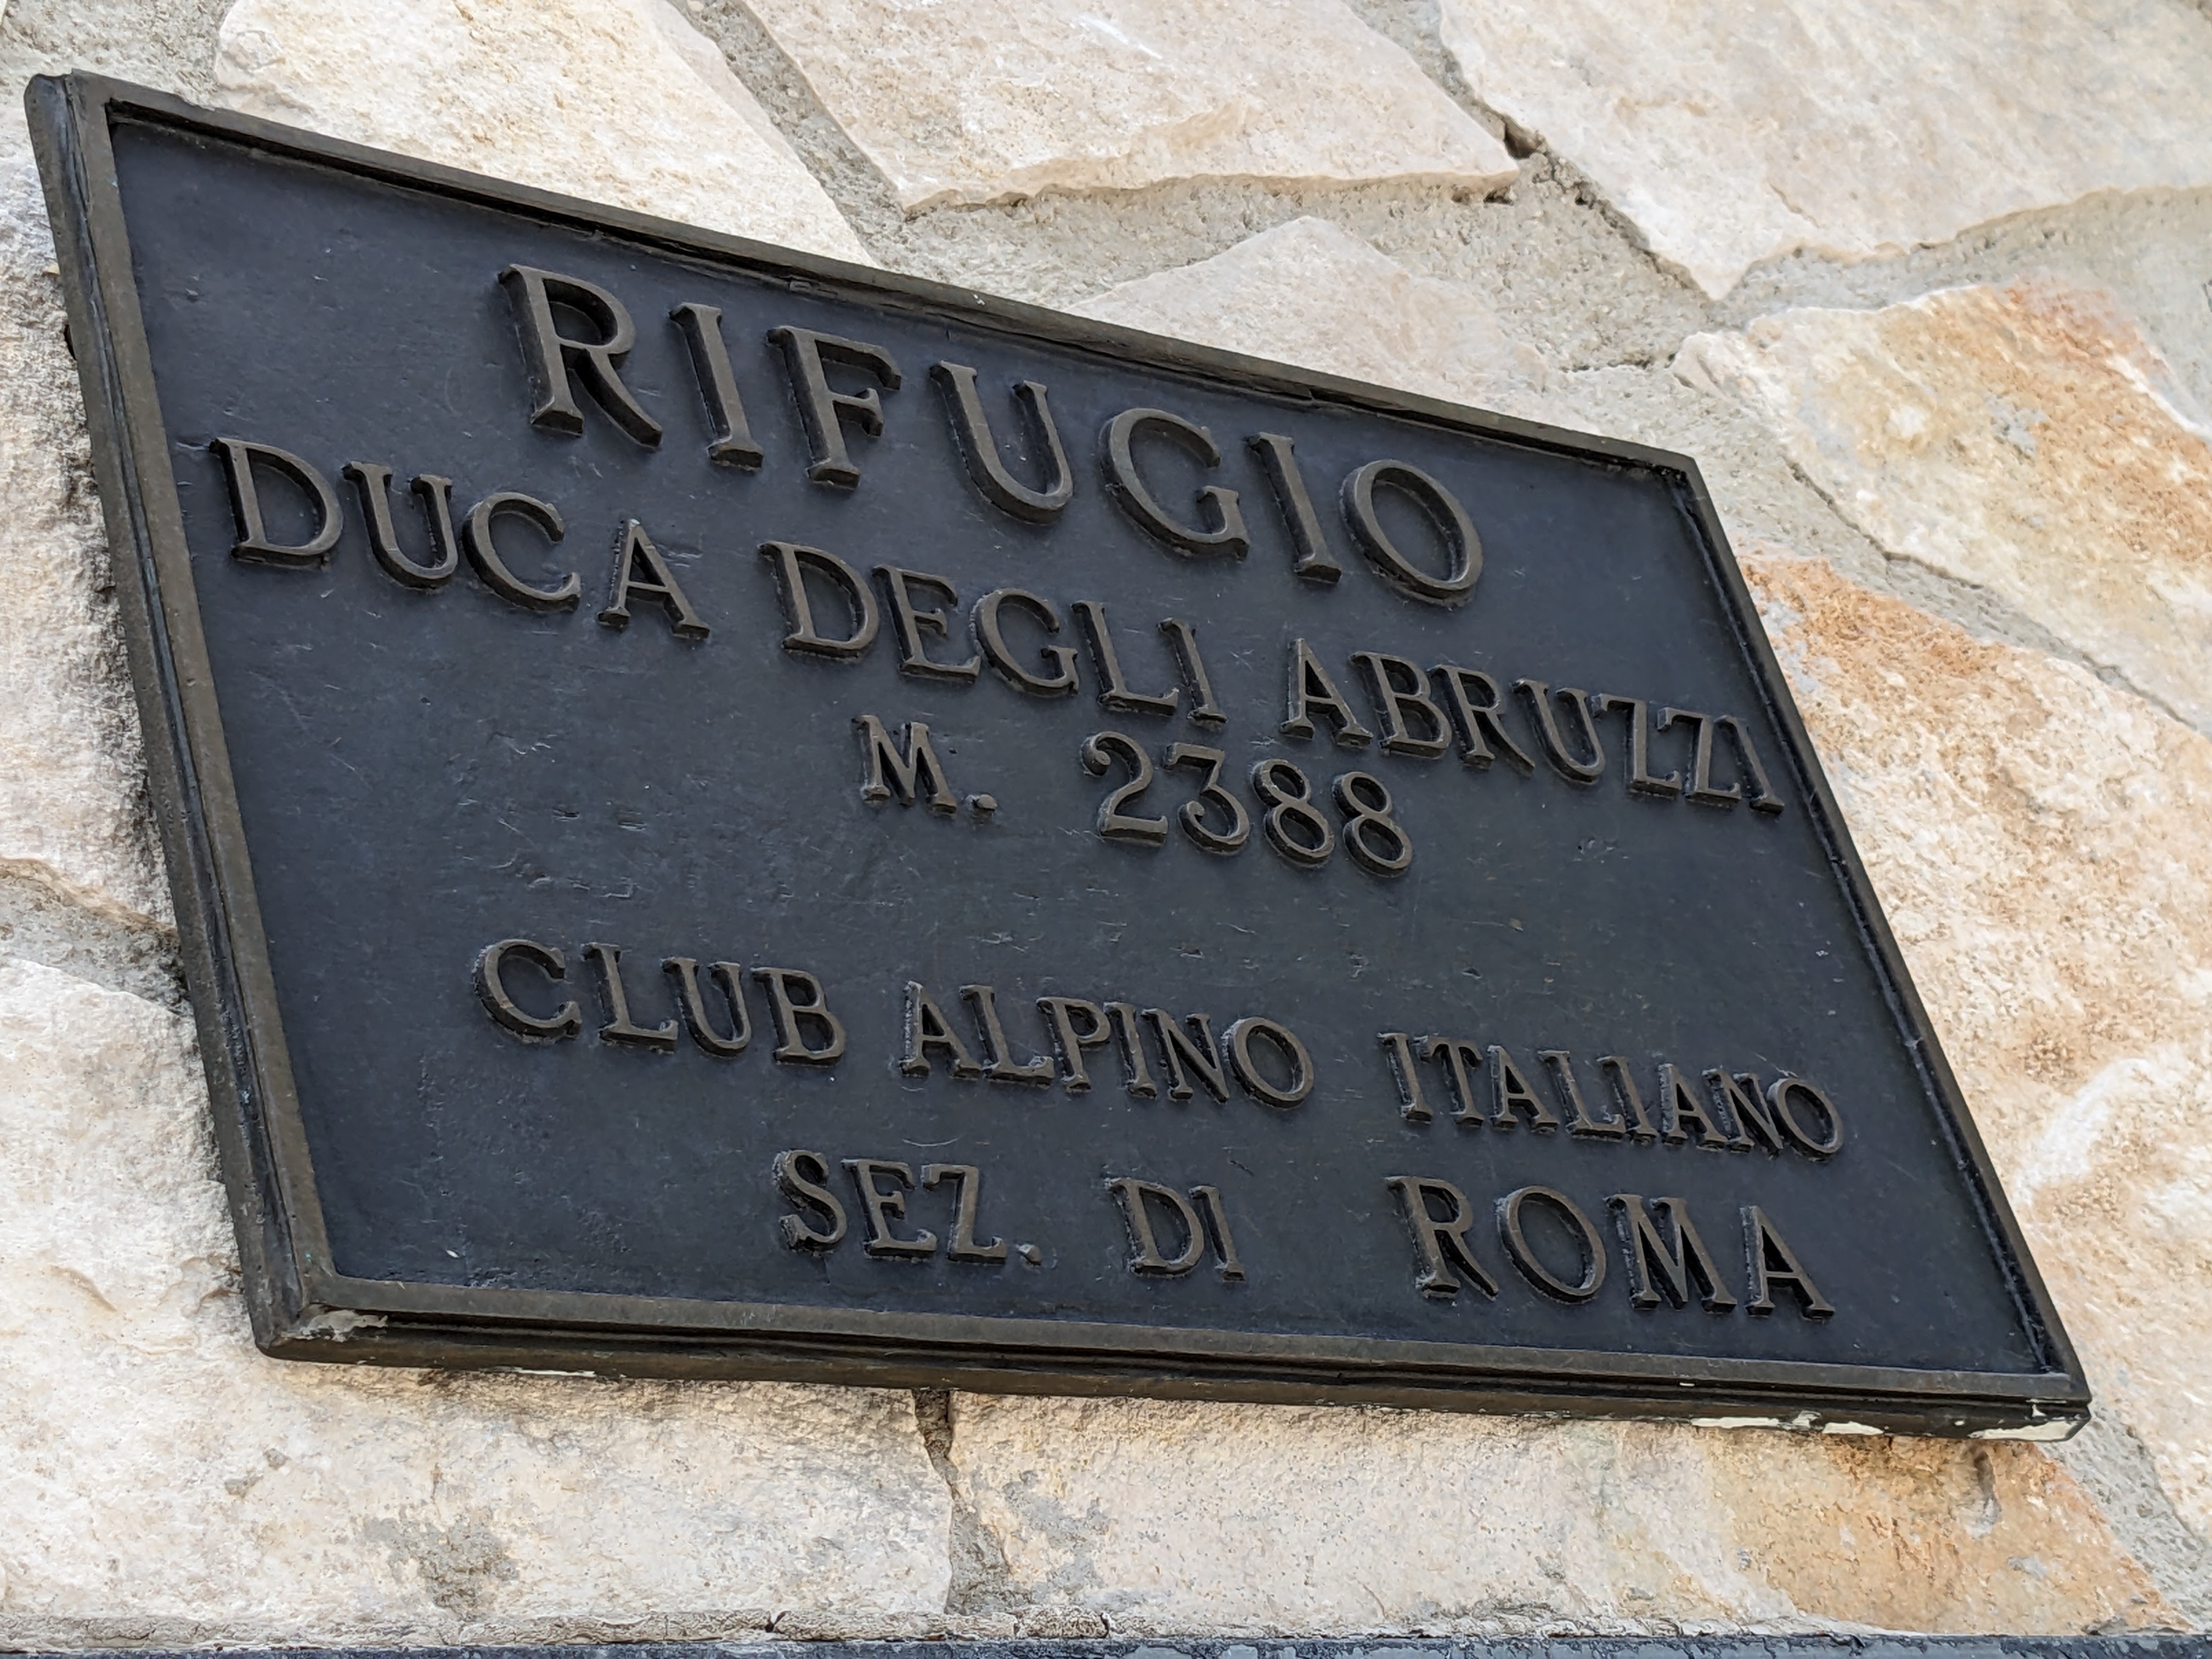 RIFUGIO
DUCA DEGLI ABRUZZI
M. 2388
CLUB ALPINO ITALIANO
SEZ. DI ROMA